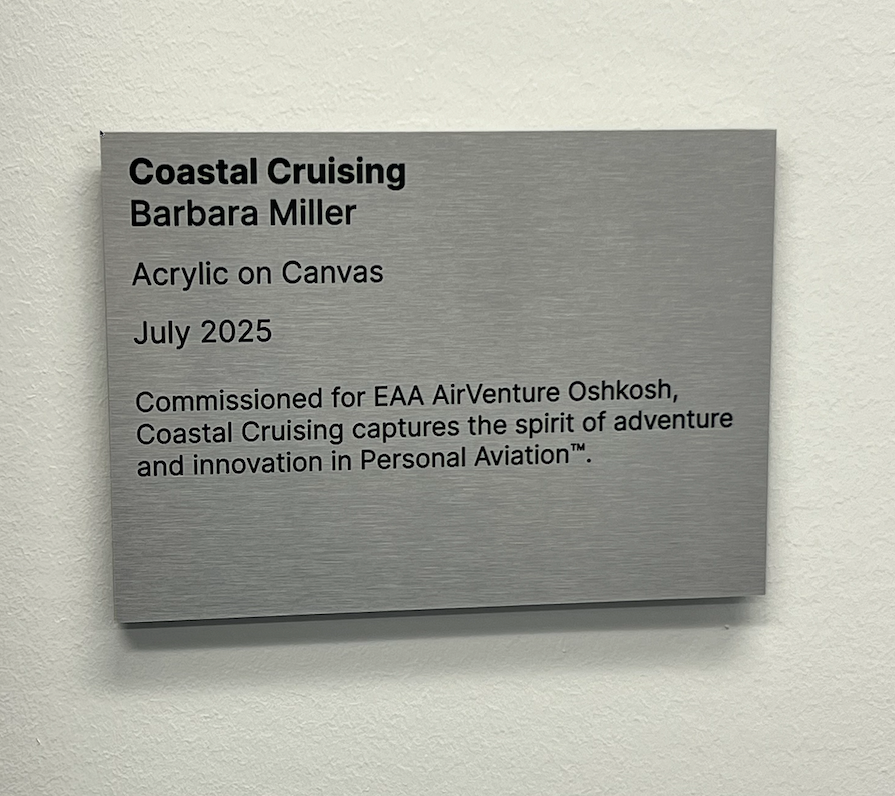 Coastal Cruising
Barbara Miller
Acrylic on Canvas
July 2025
Commissioned for EAA AirVenture Oshkosh,
Coastal Cruising captures the spirit of adventure
and innovation in Personal Aviation™.